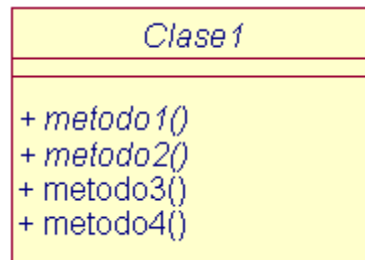 Clase1
+ metodo1()
+ metodo2()
+ metodo3()
+ metodo4()